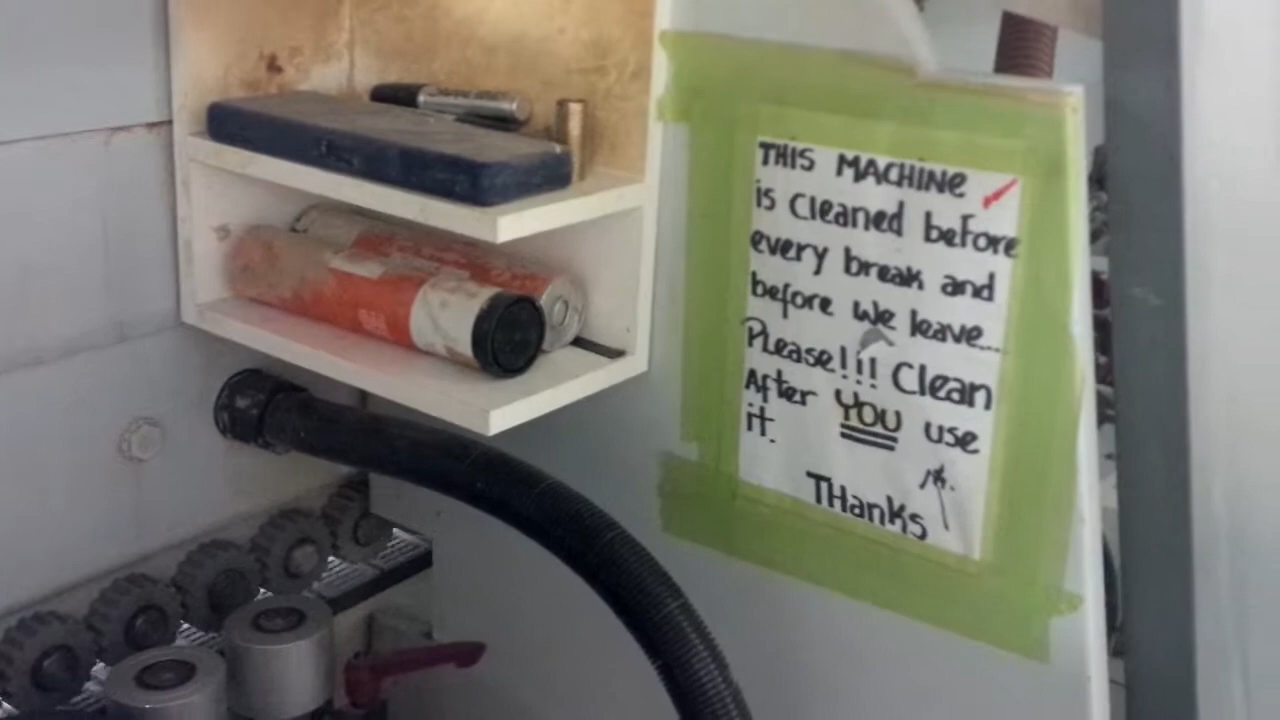 THIS MACHINE
is cleaned before
every break and
before we leave...
Please!!! Clean
After YOU use
it.
THanks